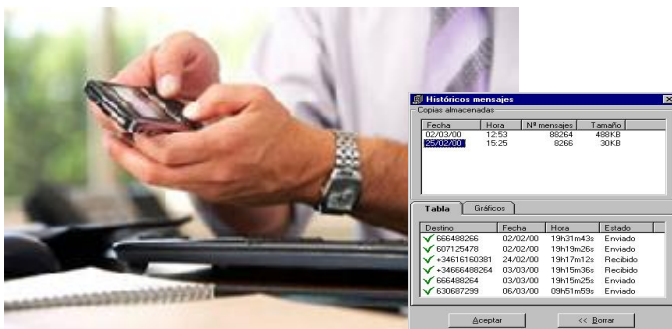 Históricos mensajes
Copias almacenadas
Fecha Hora Nº mensajes Tamaño
02/03/00 12:53 88264 488KB
25/02/00 15:25 8266 30KB
Tabla Gráficos
Destino Fecha Hora Estado
666488266 02/02/00 19h31m43s Enviado
607125478 02/02/00 19h19m26s Enviado
+34616160381 24/02/00 19h17m12s Recibido
+34666488264 03/03/00 19h15m36s Recibido
666488264 03/03/00 19h15m25s Enviado
630687299 06/03/00 09h51m59s Enviado
Aceptar << Borrar